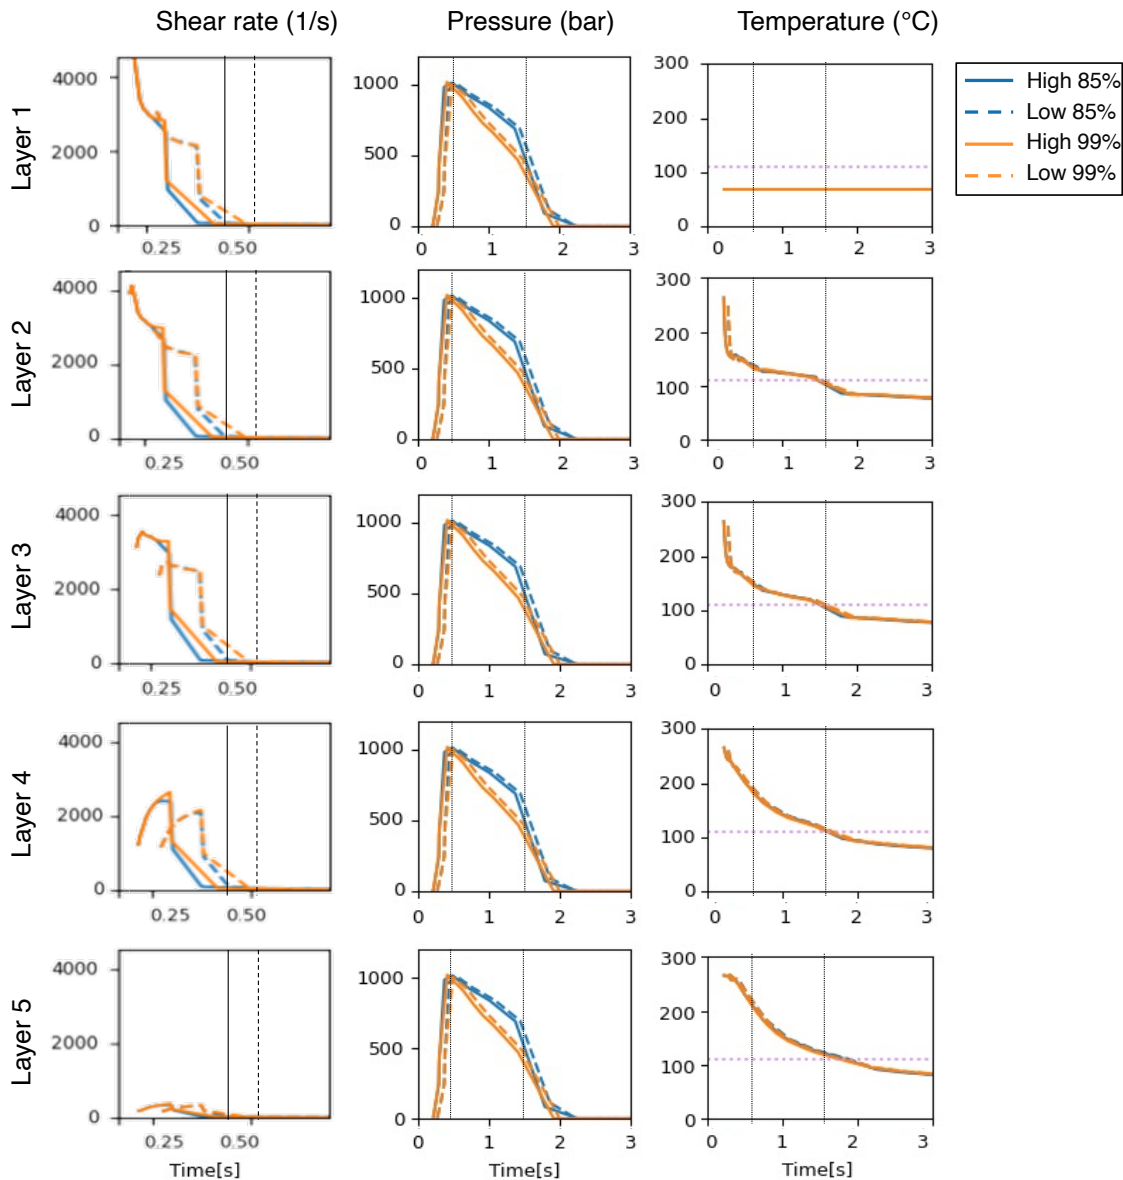 Shear rate (1/s) Pressure (bar) Temperature (°C)
Layer 1
4000
2000
0
0.25 0.50
1000
500
0
0 1 2 3
300
200
100
0
0 1 2 3
High 85%
Low 85%
High 99%
Low 99%
Layer 2
4000
2000
0
0.25 0.50
1000
500
0
0 1 2 3
300
200
100
0
0 1 2 3
Layer 3
4000
2000
0
0.25 0.50
1000
500
0
0 1 2 3
300
200
100
0
0 1 2 3
Layer 4
4000
2000
0
0.25 0.50
1000
500
0
0 1 2 3
300
200
100
0
0 1 2 3
Layer 5
4000
2000
0
0.25 0.50
Time[s]
1000
500
0
0 1 2 3
Time[s]
300
200
100
0
0 1 2 3
Time[s]